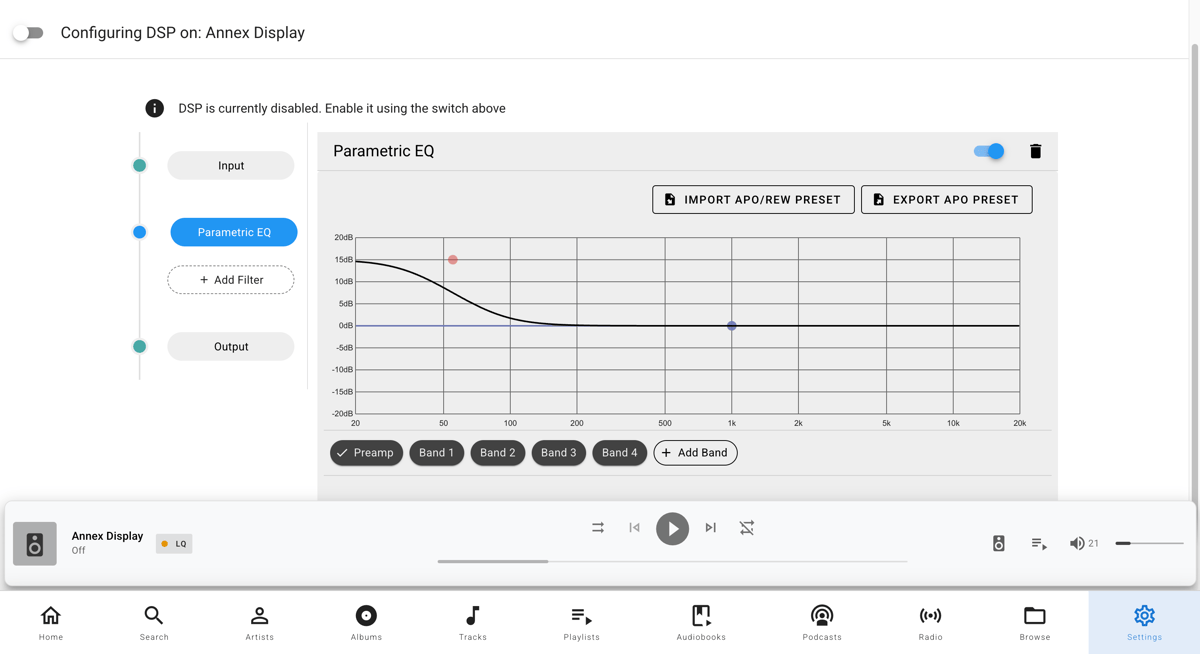 Configuring DSP on: Annex Display
DSP is currently disabled. Enable it using the switch above
Input
Parametric EQ
+ Add Filter
Output
Parametric EQ
IMPORT APO/REW PRESET
EXPORT APO PRESET
20dB
15dB
10dB
5dB
0dB
-5dB
-10dB
-15dB
-20dB
20 50 100 200 500 1k 2k 5k 10k 20k
Preamp Band 1 Band 2 Band 3 Band 4 + Add Band
Annex Display
Off
LQ
21
Home Search Artists Albums Tracks Playlists Audiobooks Podcasts Radio Browse Settings